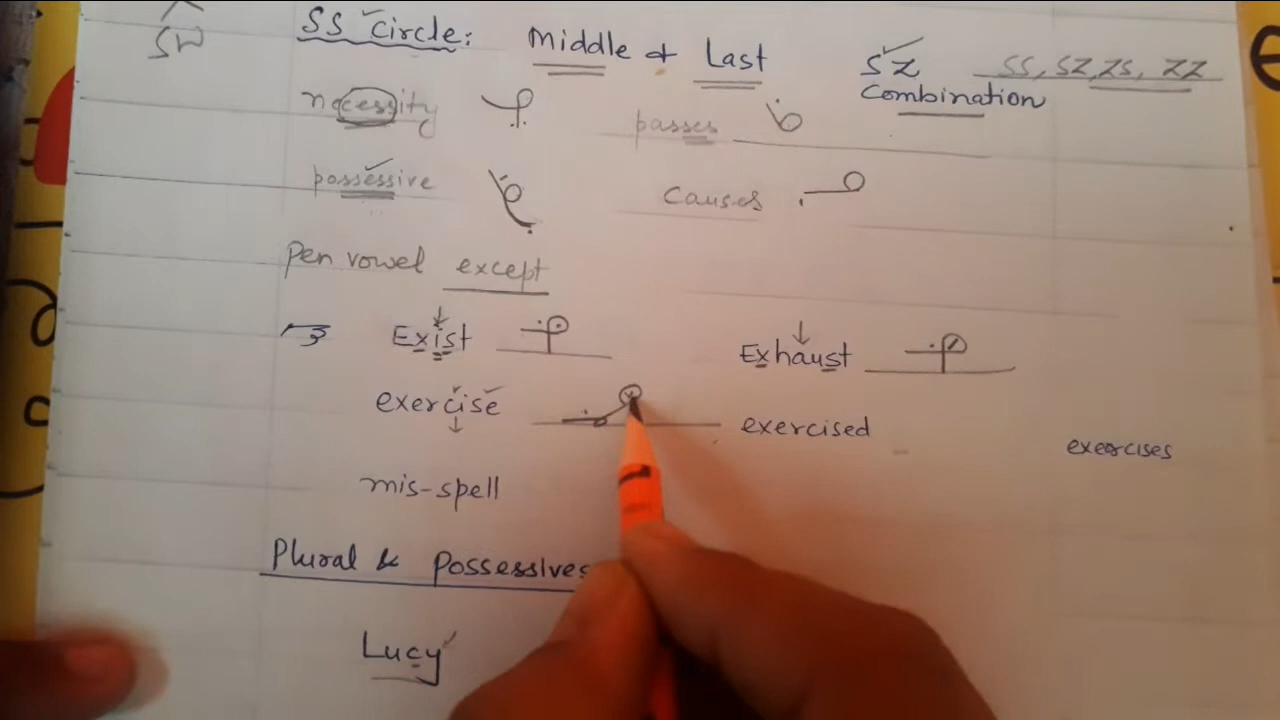 SW
SS Circle: Middle & Last
SZ SS, SZ, ZS, ZZ
Combination
necessity passes
possessive causes
Pen vowel except
Exist Exhaust
exercise exercised exercises
mis-spell
Plural & Possessives
Lucy